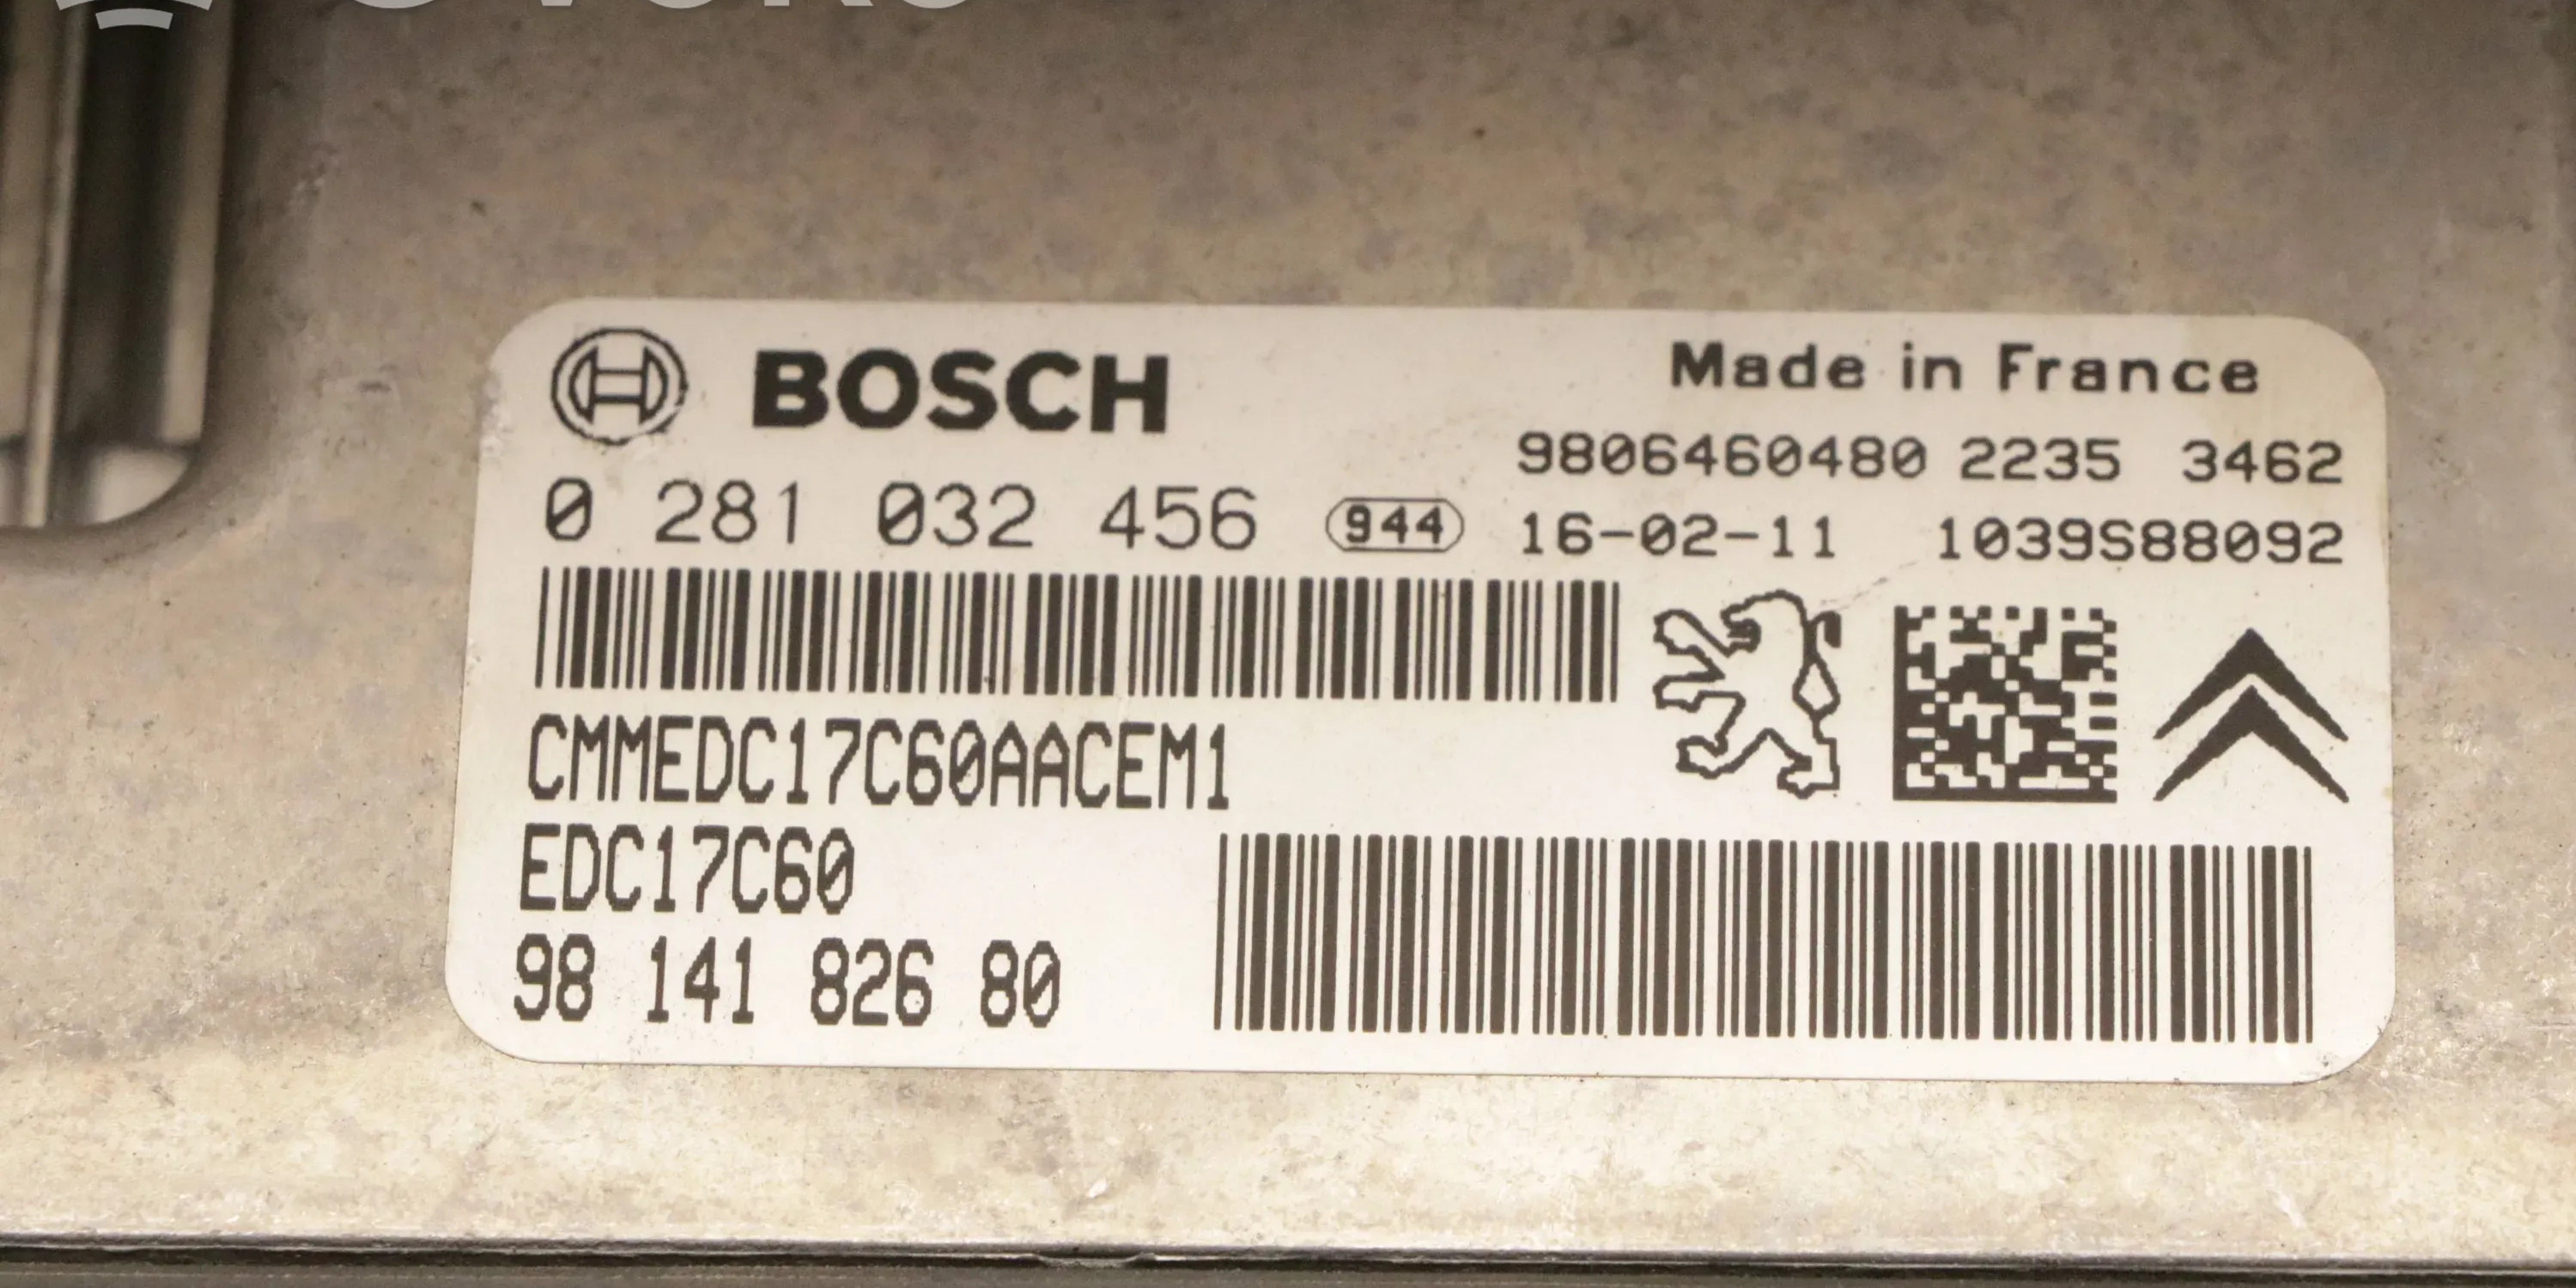 BOSCH
Made in France
9806460480 2235 3462
0 281 032 456 944 16-02-11 1039S88092
CMMEDC17C60AACEM1
EDC17C60
98 141 826 80